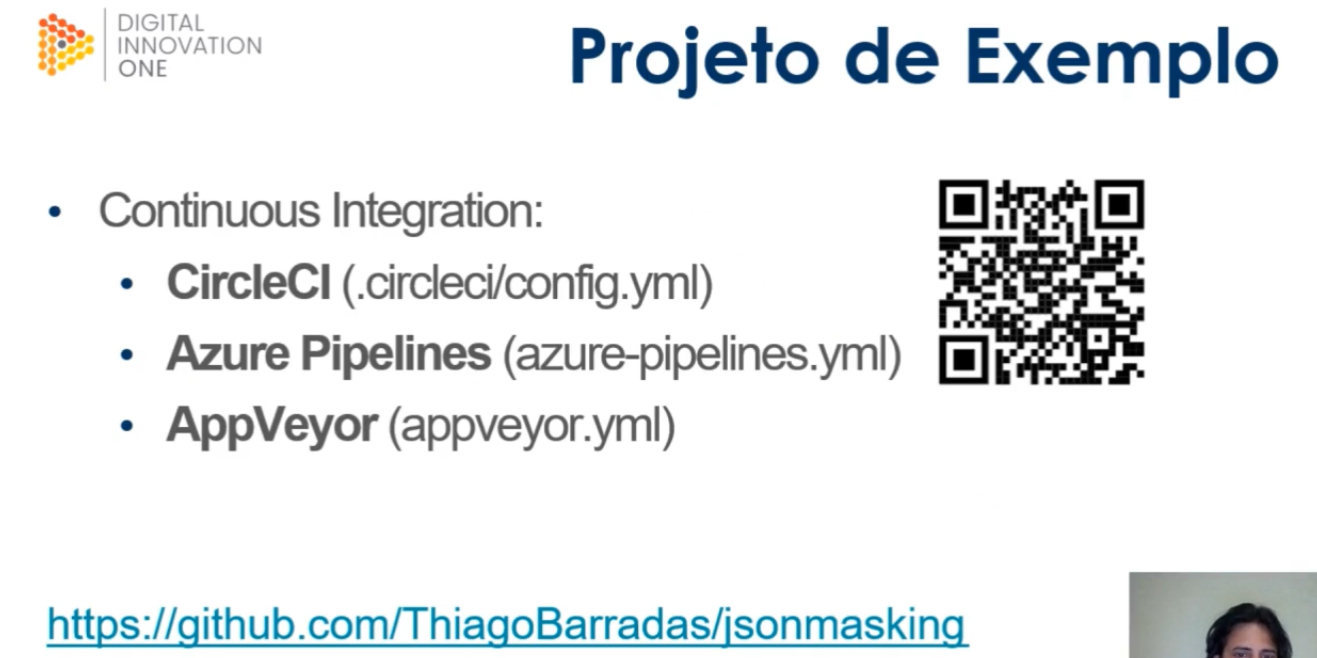 DIGITAL
INNOVATION
ONE
Projeto de Exemplo
• Continuous Integration:
• CircleCI (.circleci/config.yml)
• Azure Pipelines (azure-pipelines.yml)
• AppVeyor (appveyor.yml)
https://github.com/ThiagoBarradas/jsonmasking